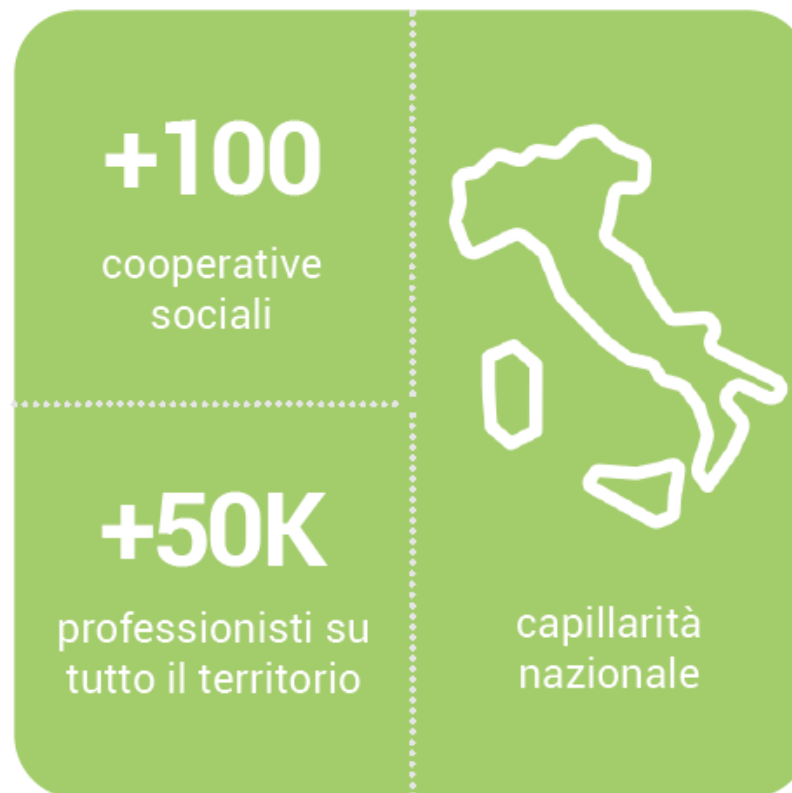 +100
cooperative
sociali
+50K
professionisti su
tutto il territorio
capillarità
nazionale